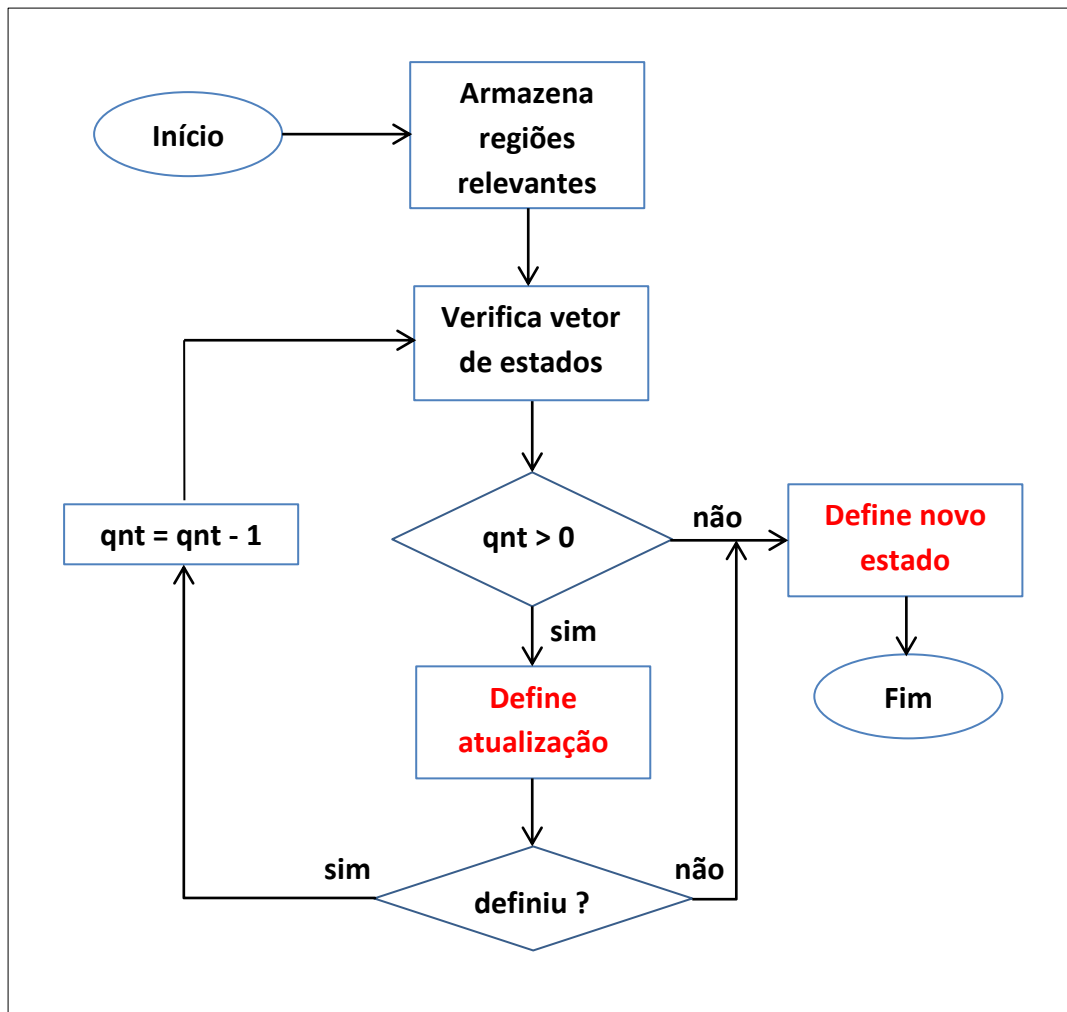 Início
Armazena
regiões
relevantes
Verifica vetor
de estados
qnt = qnt - 1
qnt > 0
não
Define novo
estado
sim
Define
atualização
Fim
sim
definiu ?
não